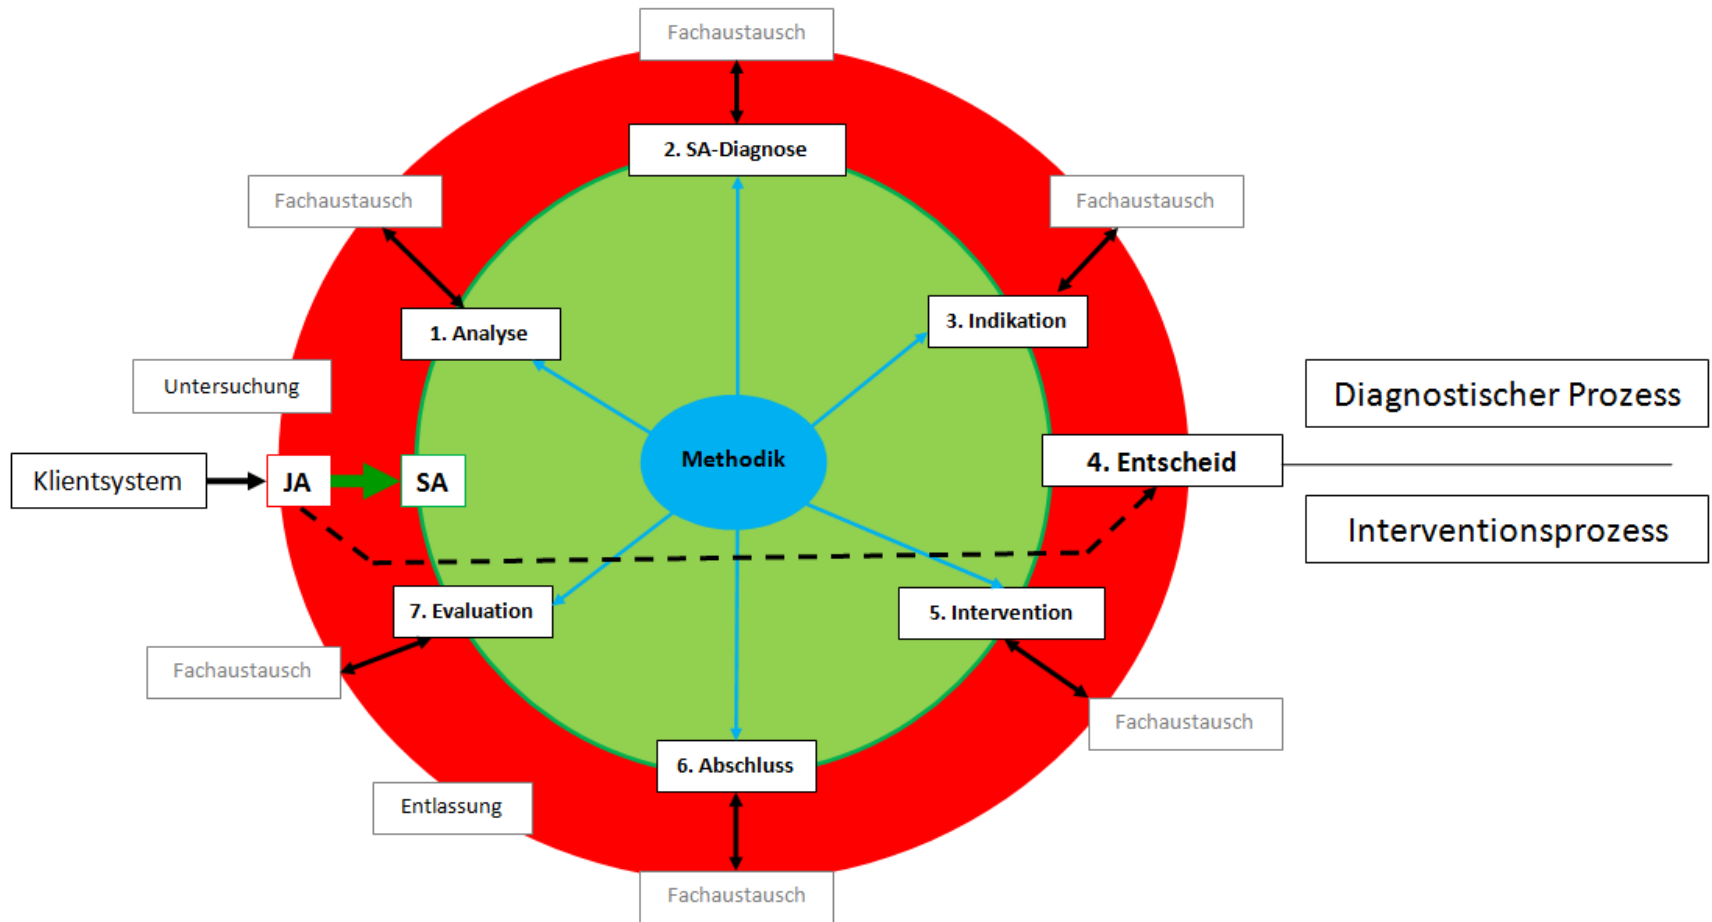 Fachaustausch
2. SA-Diagnose
Fachaustausch
Fachaustausch
1. Analyse
3. Indikation
Untersuchung
Diagnostischer Prozess
Methodik
4. Entscheid
Klientsystem
JA
SA
Interventionsprozess
7. Evaluation
5. Intervention
Fachaustausch
Fachaustausch
6. Abschluss
Entlassung
Fachaustausch